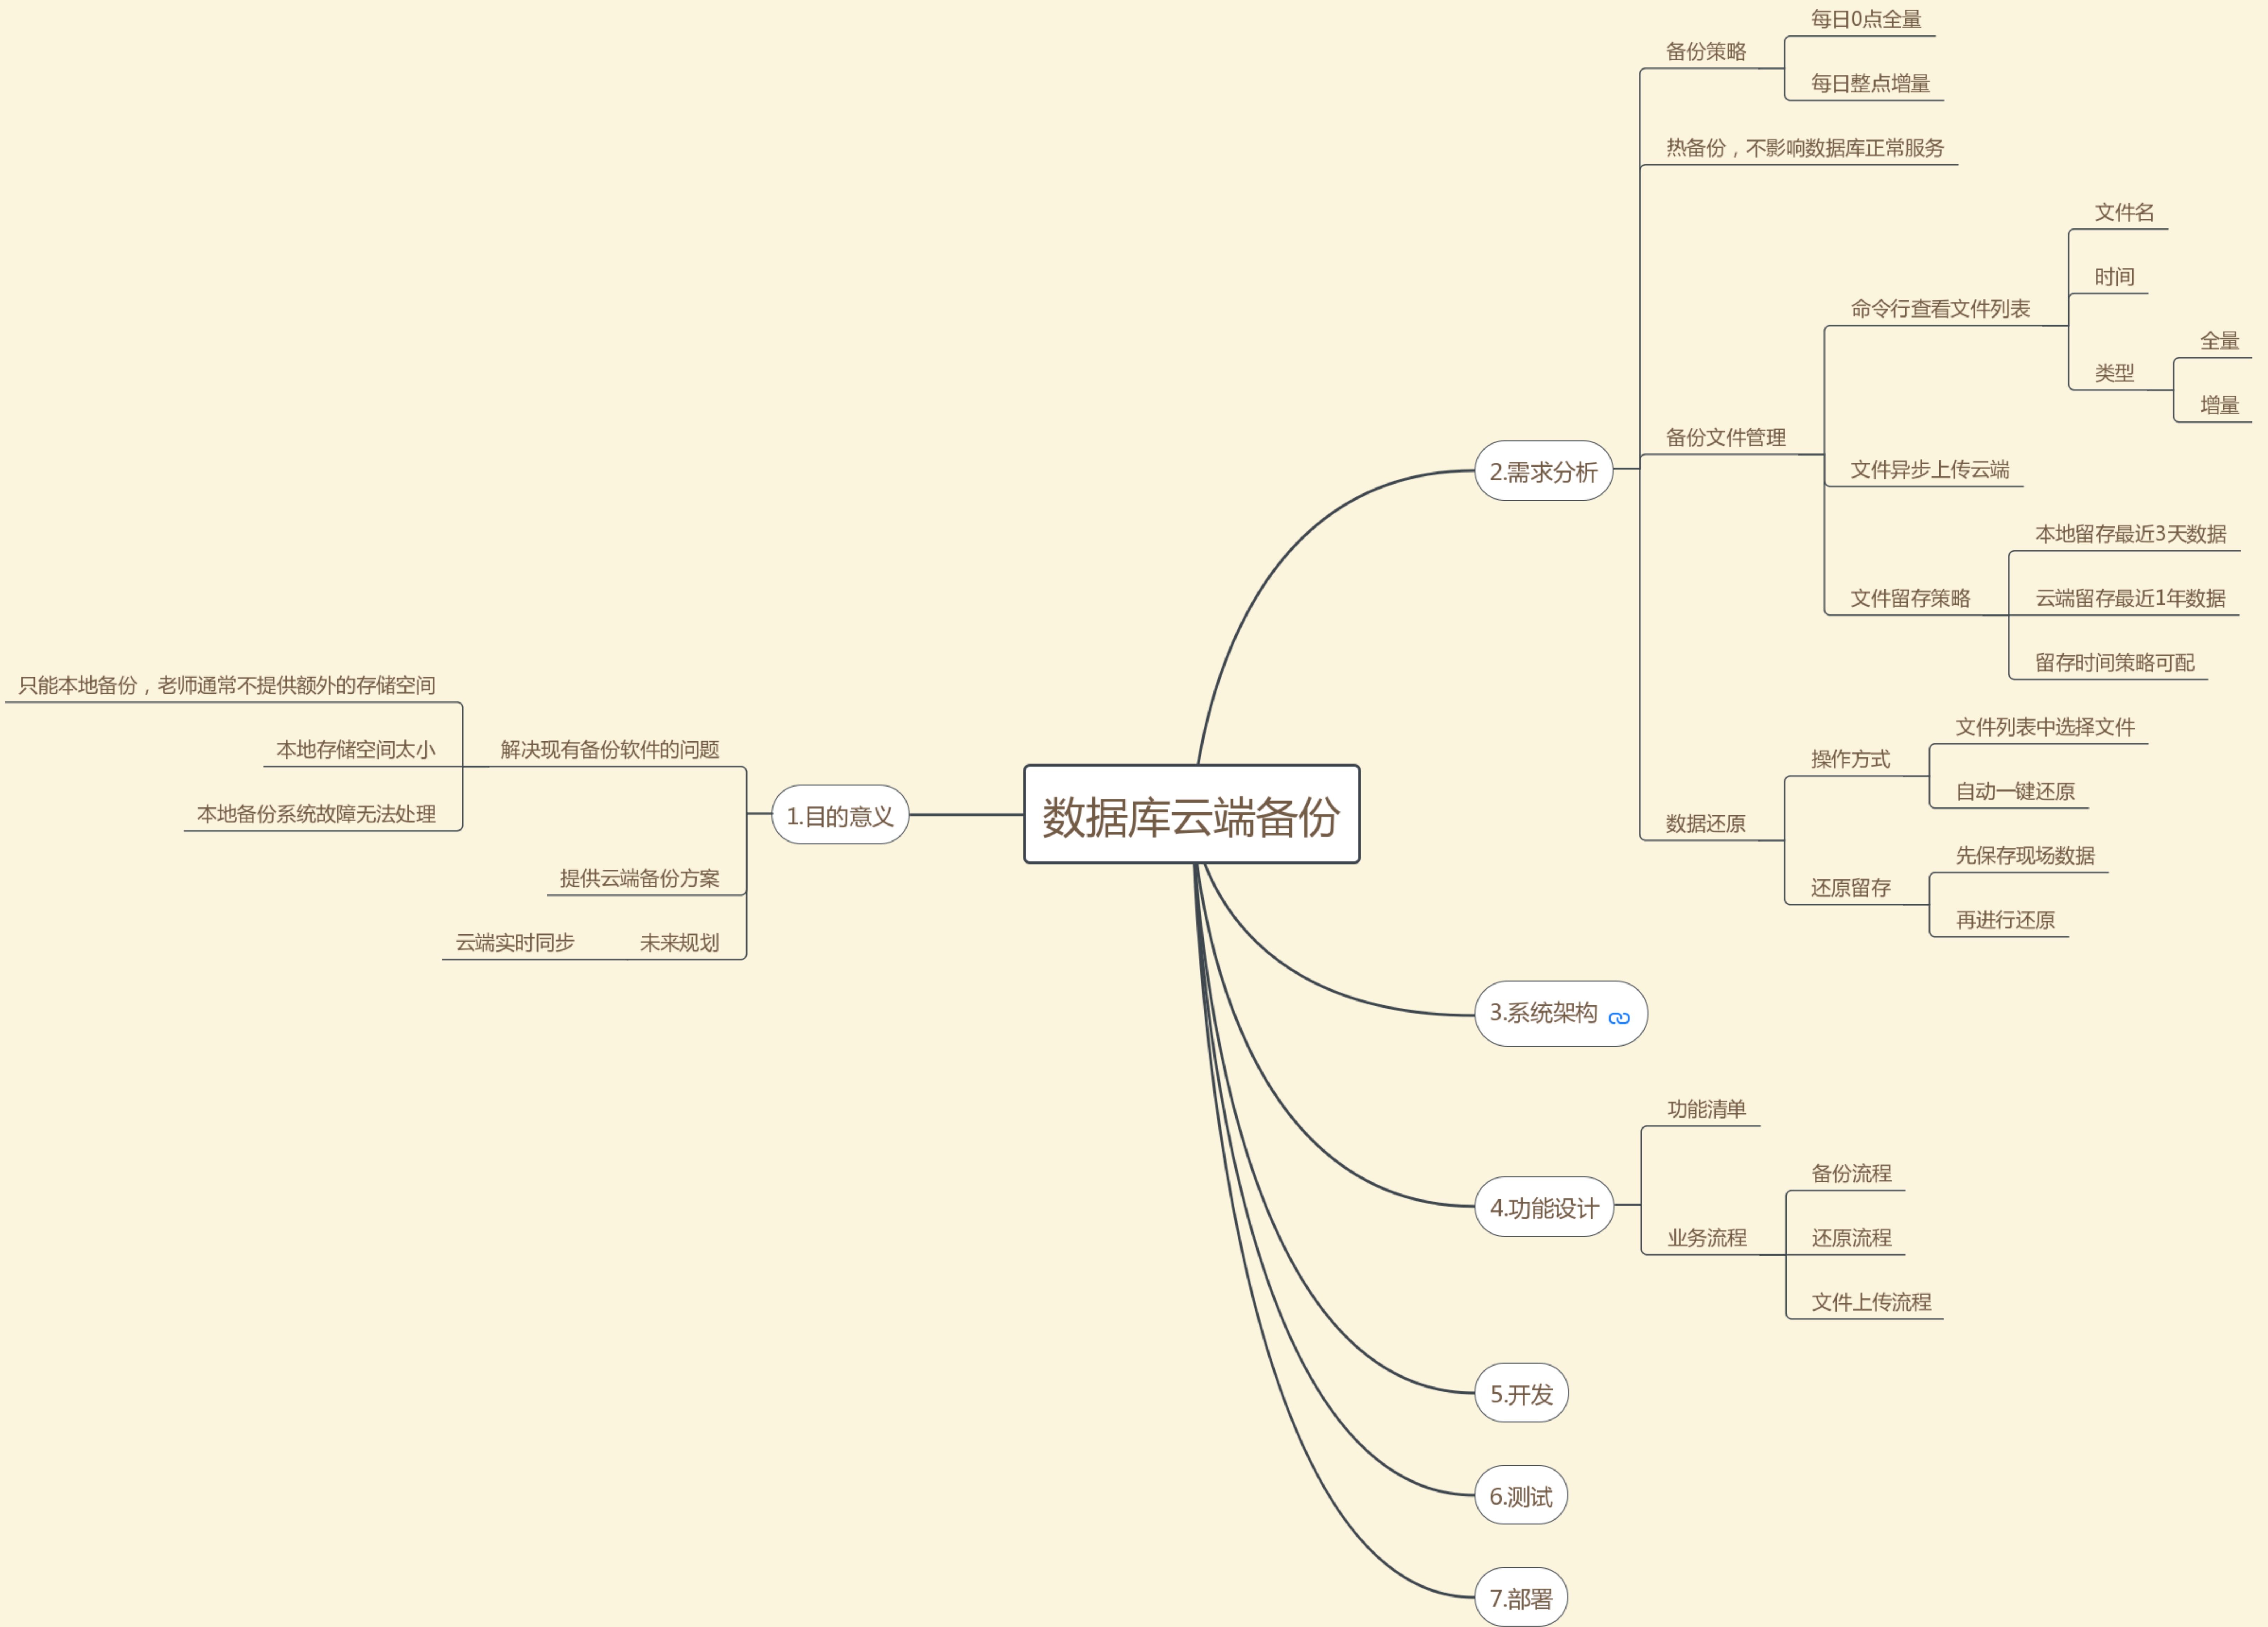 数据库云端备份
1.目的意义
解决现有备份软件的问题
只能本地备份，老师通常不提供额外的存储空间
本地存储空间太小
本地备份系统故障无法处理
提供云端备份方案
未来规划
云端实时同步
2.需求分析
备份策略
每日0点全量
每日整点增量
热备份，不影响数据库正常服务
备份文件管理
命令行查看文件列表
文件名
时间
类型
全量
增量
文件异步上传云端
文件留存策略
本地留存最近3天数据
云端留存最近1年数据
留存时间策略可配
数据还原
操作方式
文件列表中选择文件
自动一键还原
还原留存
先保存现场数据
再进行还原
3.系统架构
4.功能设计
功能清单
业务流程
备份流程
还原流程
文件上传流程
5.开发
6.测试
7.部署